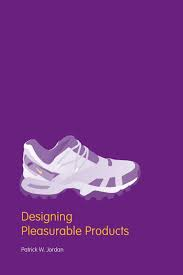 Designing
Pleasurable Products
Patrick W. Jordan